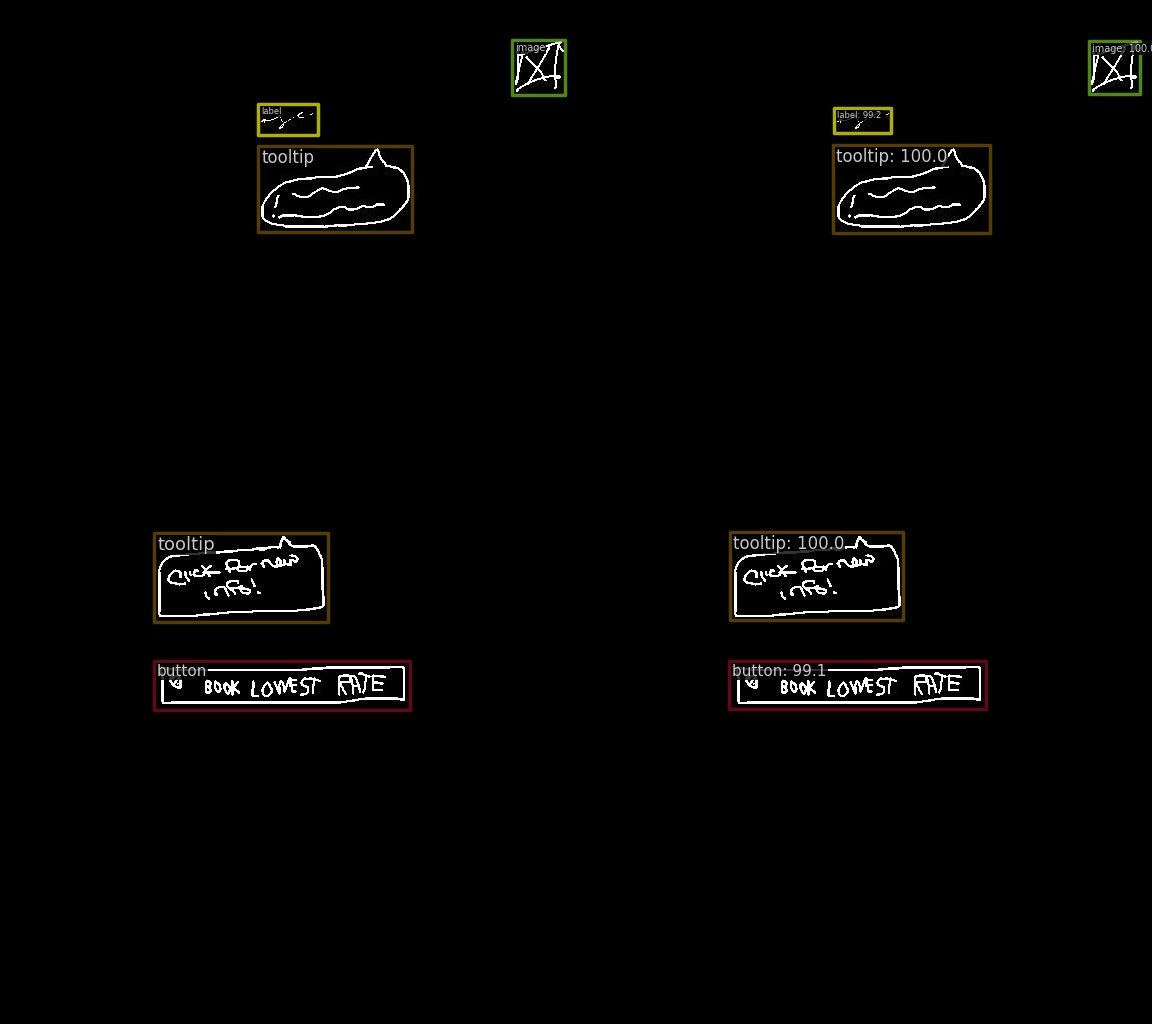 image
image: 100.0
label
label: 99.2
tooltip
tooltip: 100.0
tooltip
Click for new
info!
tooltip: 100.0
Click for new
info!
button
BOOK LOWEST RATE
button: 99.1
BOOK LOWEST RATE